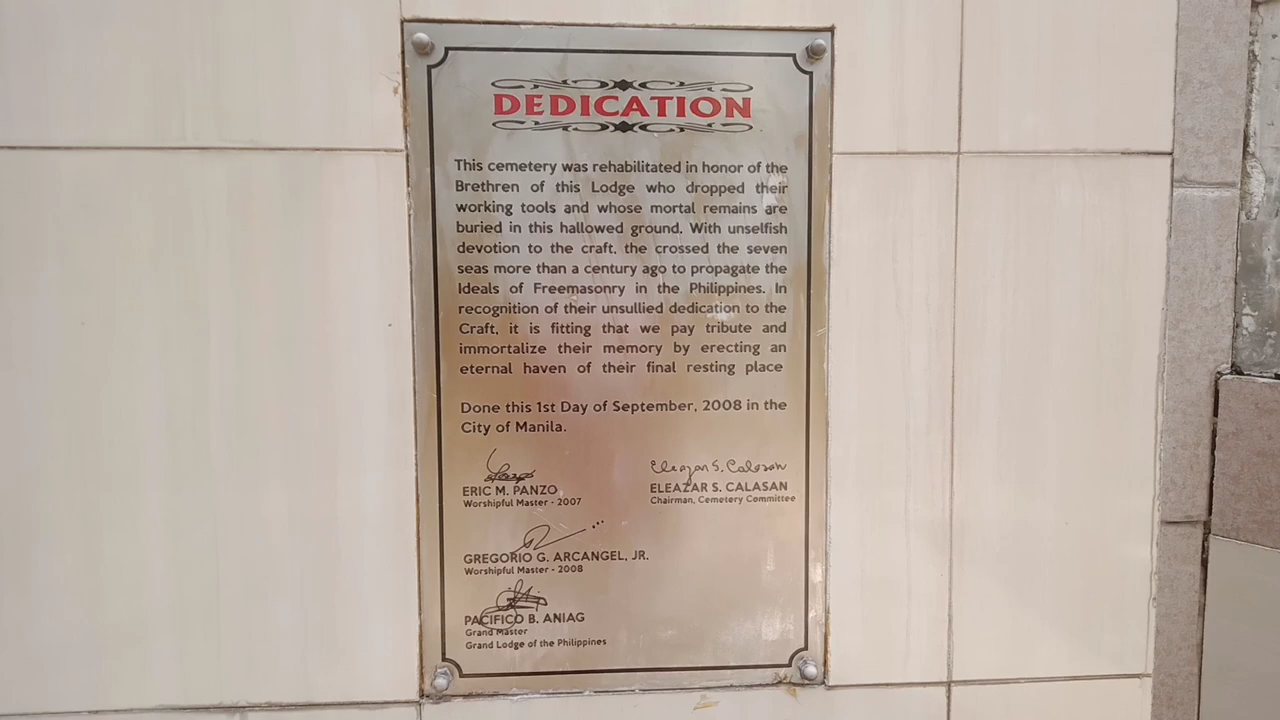 DEDICATION
This cemetery was rehabilitated in honor of the
Brethren of this Lodge who dropped their
working tools and whose mortal remains are
buried in this hallowed ground. With unselfish
devotion to the craft, the crossed the seven
seas more than a century ago to propagate the
Ideals of Freemasonry in the Philippines. In
recognition of their unsullied dedication to the
Craft, it is fitting that we pay tribute and
immortalize their memory by erecting an
eternal haven of their final resting place
Done this 1st Day of September, 2008 in the
City of Manila.
Eleazar S. Calasan
ERIC M. PANZO
Worshipful Master - 2007
ELEAZAR S. CALASAN
Chairman, Cemetery Committee
GREGORIO G. ARCANGEL, JR.
Worshipful Master - 2008
PACIFICO B. ANIAG
Grand Master
Grand Lodge of the Philippines